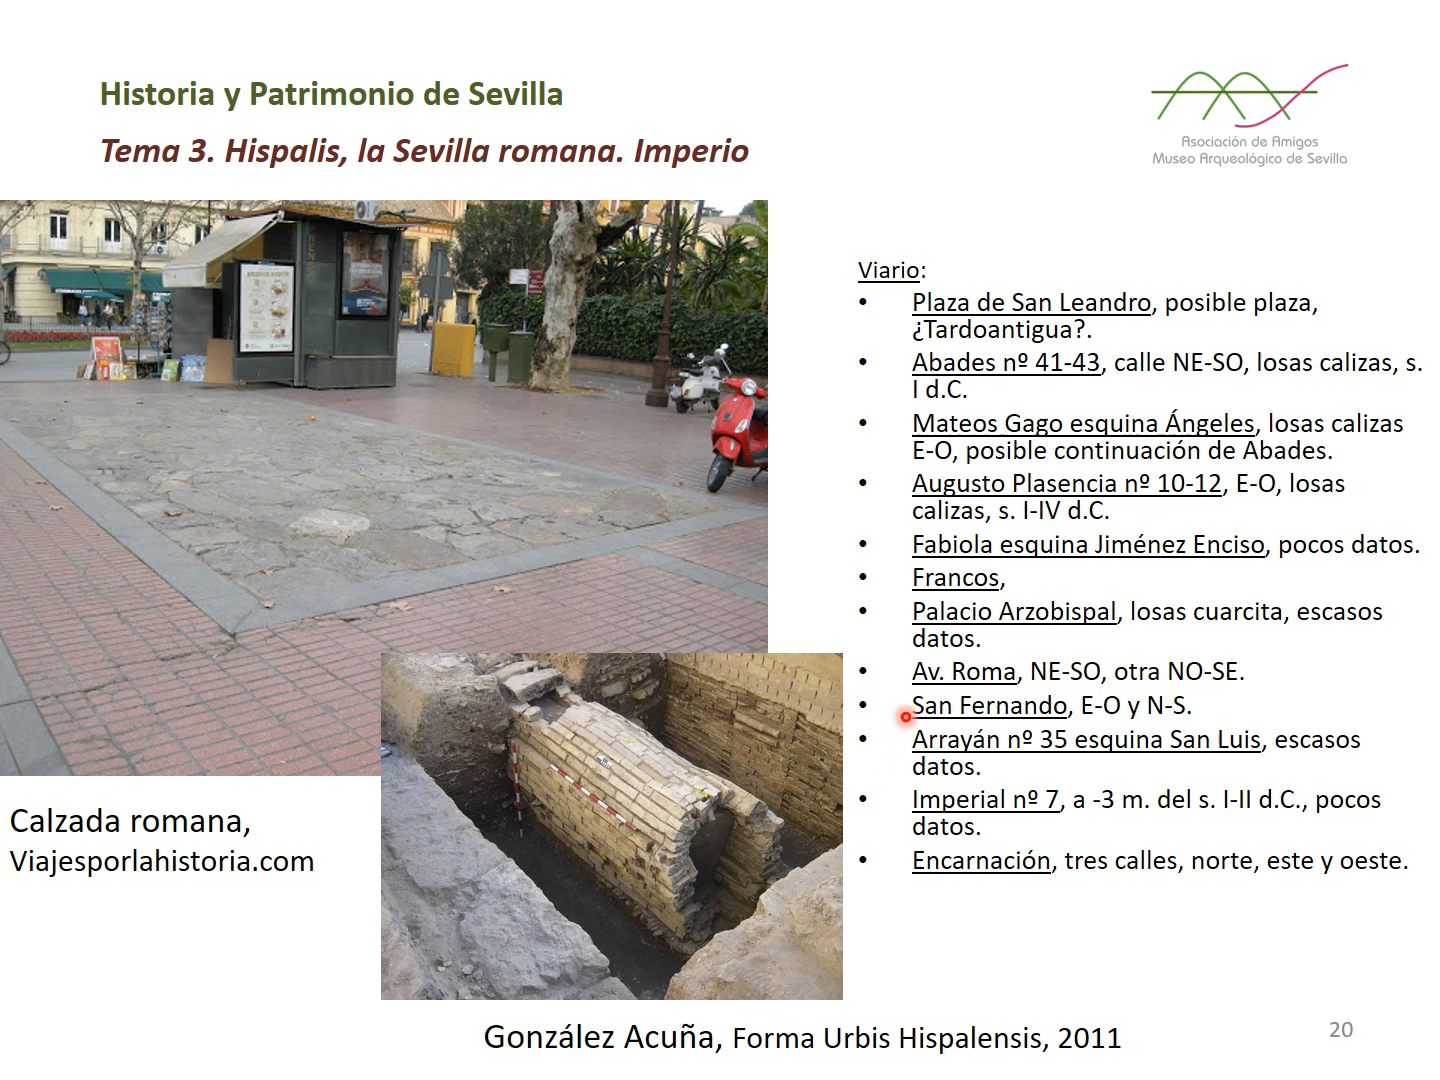 Historia y Patrimonio de Sevilla
Tema 3. Hispalis, la Sevilla romana. Imperio
Asociación de Amigos
Museo Arqueológico de Sevilla
Viario:
• Plaza de San Leandro, posible plaza,
¿Tardoantigua?.
• Abades nº 41-43, calle NE-SO, losas calizas, s.
I d.C.
• Mateos Gago esquina Ángeles, losas calizas
E-O, posible continuación de Abades.
• Augusto Plasencia nº 10-12, E-O, losas
calizas, s. I-IV d.C.
• Fabiola esquina Jiménez Enciso, pocos datos.
• Francos,
• Palacio Arzobispal, losas cuarcita, escasos
datos.
• Av. Roma, NE-SO, otra NO-SE.
• San Fernando, E-O y N-S.
• Arrayán nº 35 esquina San Luis, escasos
datos.
• Imperial nº 7, a -3 m. del s. I-II d.C., pocos
datos.
• Encarnación, tres calles, norte, este y oeste.
Calzada romana,
Viajesporlahistoria.com
González Acuña, Forma Urbis Hispalensis, 2011
20